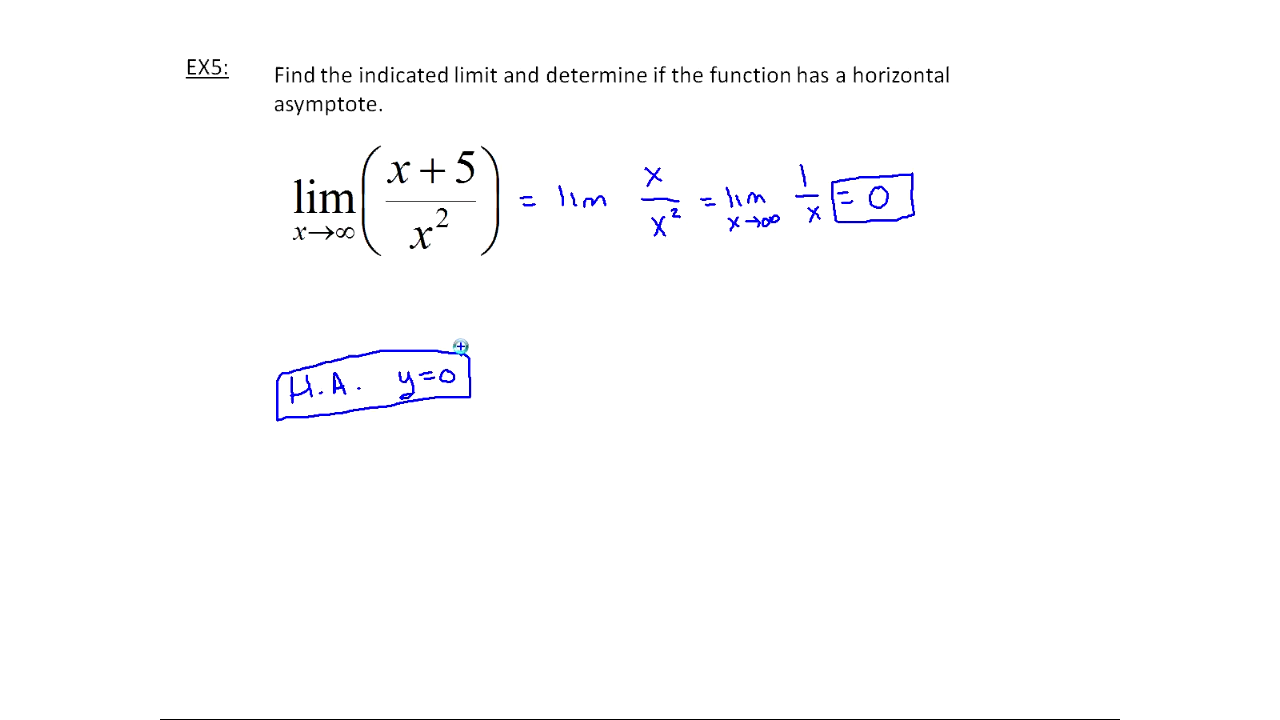 EX5:
Find the indicated limit and determine if the function has a horizontal
asymptote.
lim x→∞ ( (x + 5) / x² ) = lim x / x² = lim x→∞ 1 / x = 0
H.A. y=0